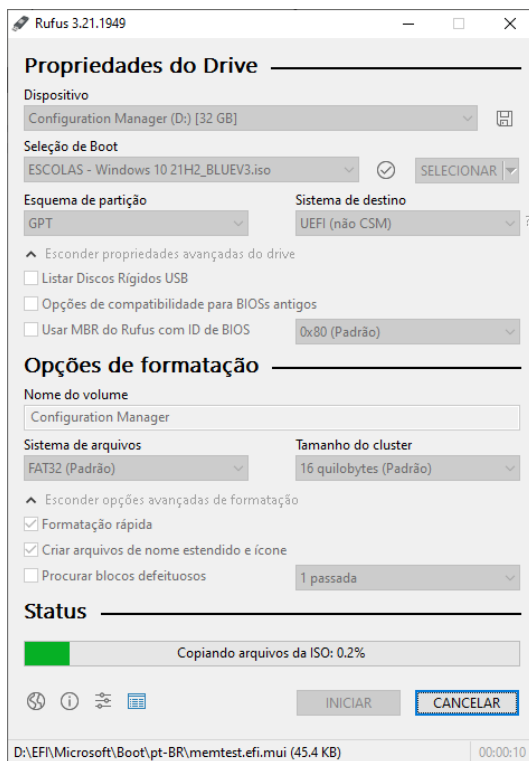 Rufus 3.21.1949
Propriedades do Drive
Dispositivo
Configuration Manager (D:) [32 GB]
Seleção de Boot
ESCOLAS - Windows 10 21H2_BLUEV3.iso
SELECIONAR
Esquema de partição Sistema de destino
GPT UEFI (não CSM) ?
Esconder propriedades avançadas do drive
Listar Discos Rígidos USB
Opções de compatibilidade para BIOSs antigos
Usar MBR do Rufus com ID de BIOS 0x80 (Padrão)
Opções de formatação
Nome do volume
Configuration Manager
Sistema de arquivos Tamanho do cluster
FAT32 (Padrão) 16 quilobytes (Padrão)
Esconder opções avançadas de formatação
Formatação rápida
Criar arquivos de nome estendido e ícone
Procurar blocos defeituosos 1 passada
Status
Copiando arquivos da ISO: 0.2%
INICIAR CANCELAR
D:\EFI\Microsoft\Boot\pt-BR\memtest.efi.mui (45.4 KB) 00:00:10